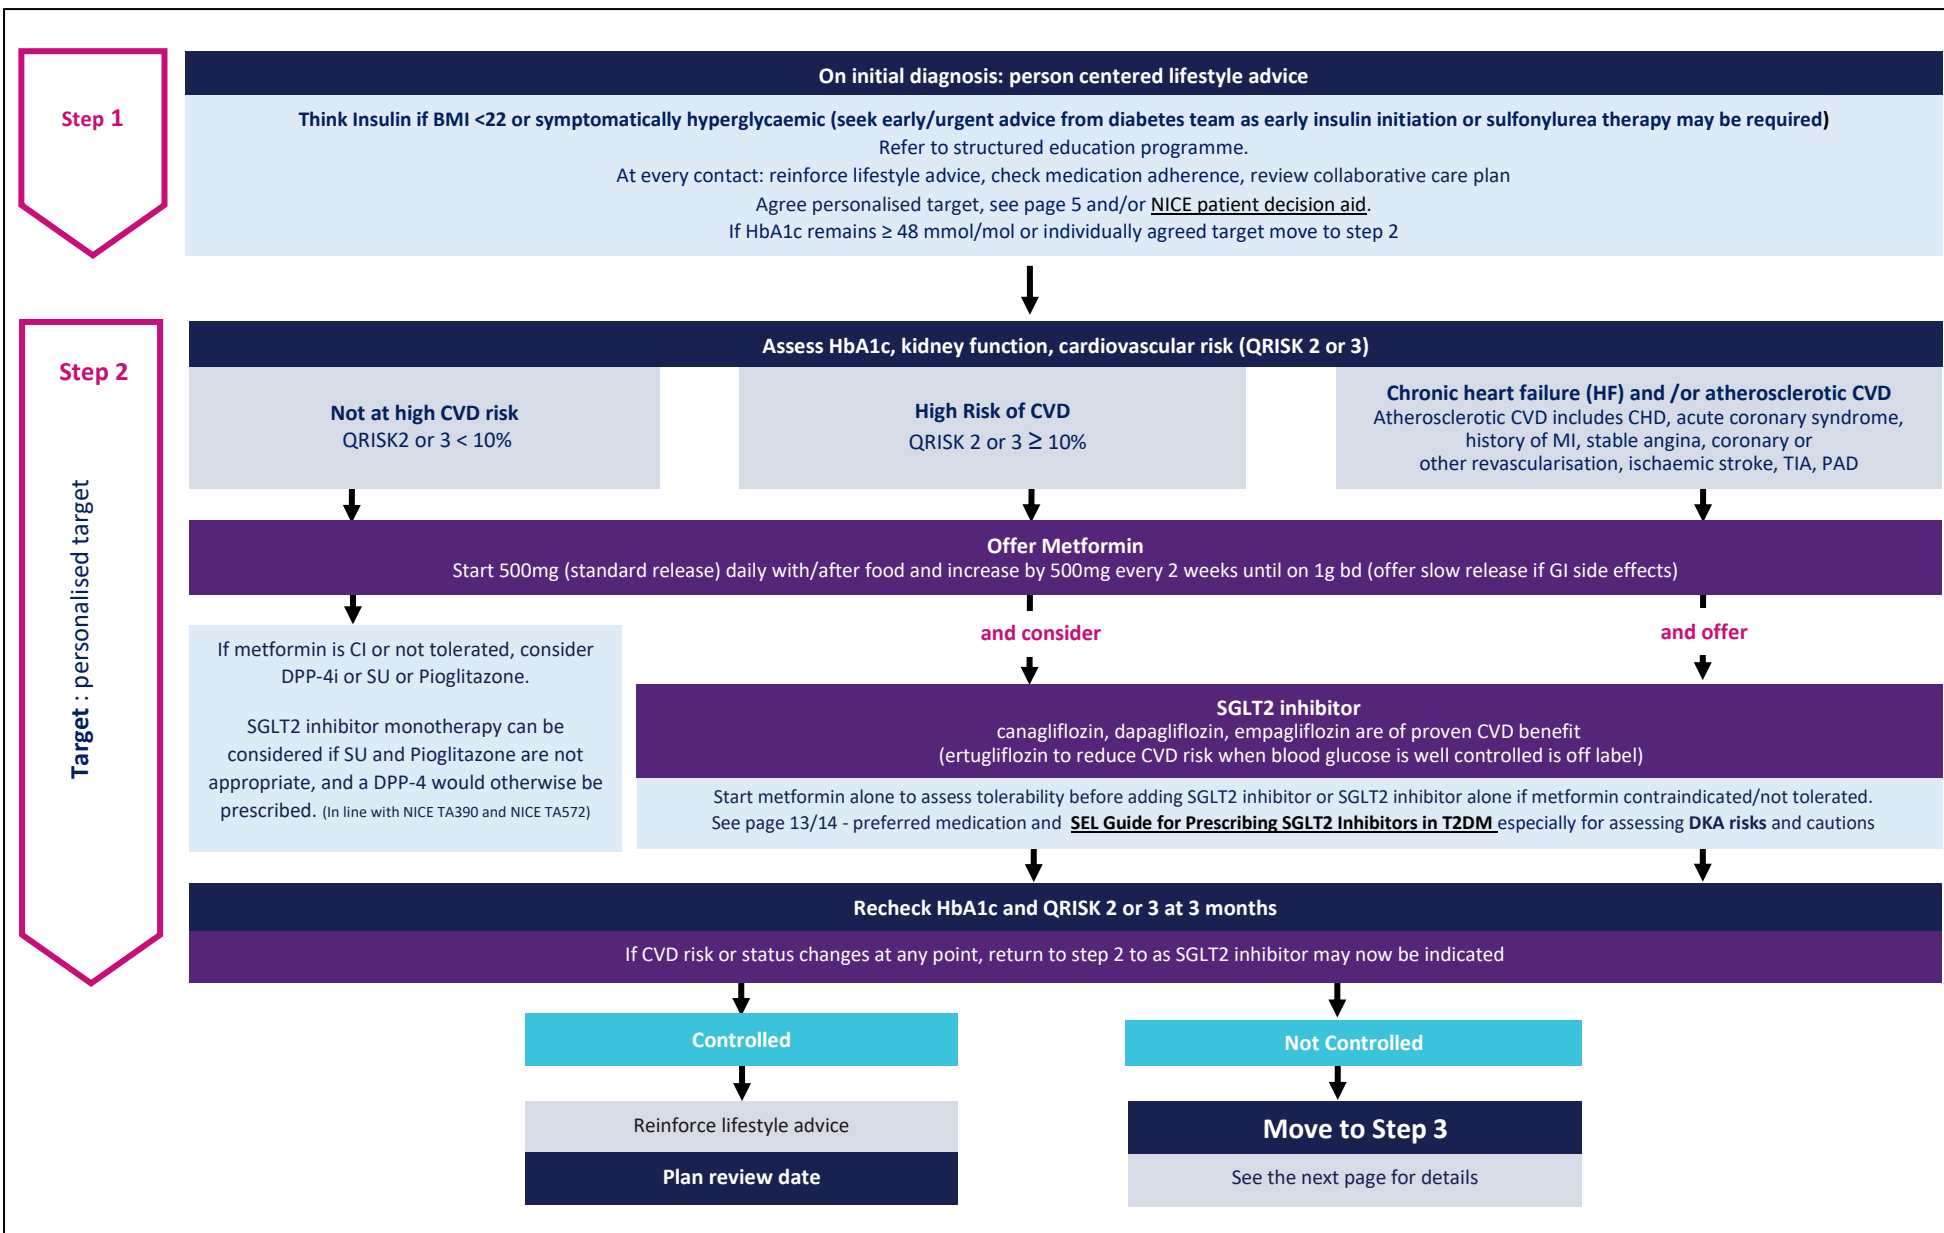 Step 1
On initial diagnosis: person centered lifestyle advice
Think Insulin if BMI <22 or symptomatically hyperglycaemic (seek early/urgent advice from diabetes team as early insulin initiation or sulfonylurea therapy may be required)
Refer to structured education programme.
At every contact: reinforce lifestyle advice, check medication adherence, review collaborative care plan
Agree personalised target, see page 5 and/or NICE patient decision aid.
If HbA1c remains ≥ 48 mmol/mol or individually agreed target move to step 2
Step 2
Target : personalised target
Assess HbA1c, kidney function, cardiovascular risk (QRISK 2 or 3)
Not at high CVD risk
QRISK2 or 3 < 10%
High Risk of CVD
QRISK 2 or 3 ≥ 10%
Chronic heart failure (HF) and /or atherosclerotic CVD
Atherosclerotic CVD includes CHD, acute coronary syndrome,
history of MI, stable angina, coronary or
other revascularisation, ischaemic stroke, TIA, PAD
Offer Metformin
Start 500mg (standard release) daily with/after food and increase by 500mg every 2 weeks until on 1g bd (offer slow release if GI side effects)
If metformin is CI or not tolerated, consider
DPP-4i or SU or Pioglitazone.
SGLT2 inhibitor monotherapy can be
considered if SU and Pioglitazone are not
appropriate, and a DPP-4 would otherwise be
prescribed. (In line with NICE TA390 and NICE TA572)
and consider
and offer
SGLT2 inhibitor
canagliflozin, dapagliflozin, empagliflozin are of proven CVD benefit
(ertugliflozin to reduce CVD risk when blood glucose is well controlled is off label)
Start metformin alone to assess tolerability before adding SGLT2 inhibitor or SGLT2 inhibitor alone if metformin contraindicated/not tolerated.
See page 13/14 - preferred medication and SEL Guide for Prescribing SGLT2 Inhibitors in T2DM especially for assessing DKA risks and cautions
Recheck HbA1c and QRISK 2 or 3 at 3 months
If CVD risk or status changes at any point, return to step 2 to as SGLT2 inhibitor may now be indicated
Controlled
Not Controlled
Reinforce lifestyle advice
Plan review date
Move to Step 3
See the next page for details